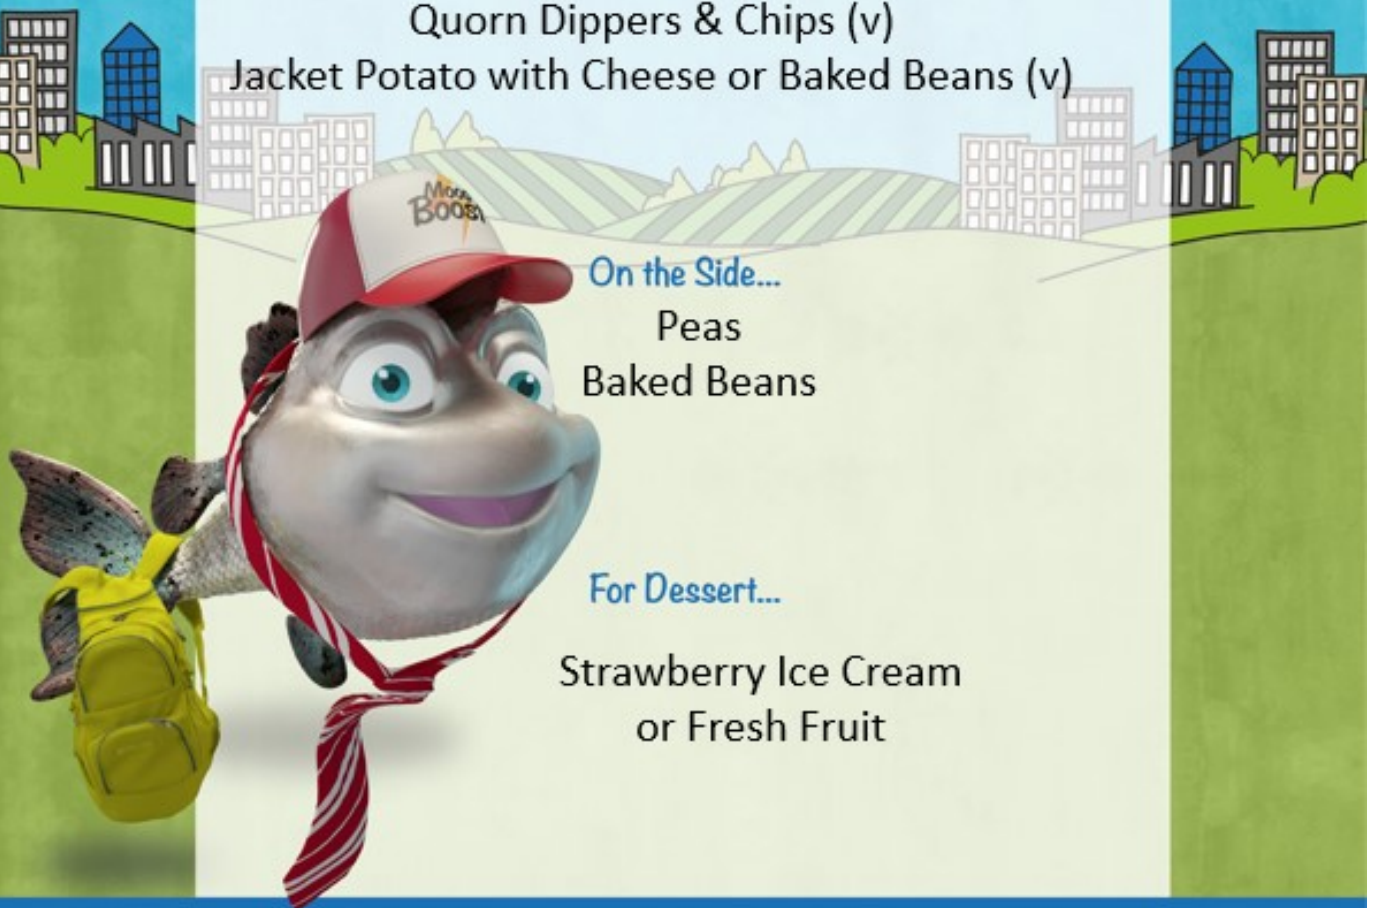 Quorn Dippers & Chips (v)
Jacket Potato with Cheese or Baked Beans (v)
BOOST
On the Side...
Peas
Baked Beans
For Dessert...
Strawberry Ice Cream
or Fresh Fruit